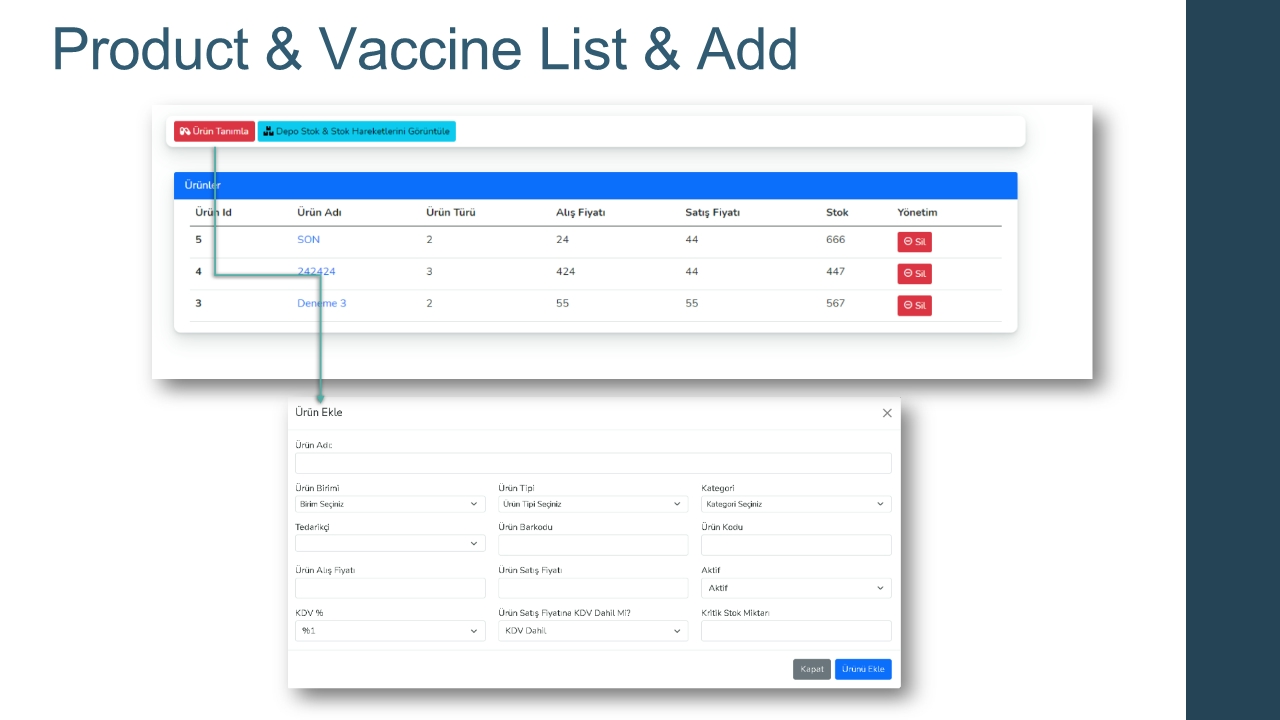 Product & Vaccine List & Add
Ürün Tanımla Depo Stok & Stok Hareketlerini Görüntüle
Ürünler
Ürün Id Ürün Adı Ürün Türü Alış Fiyatı Satış Fiyatı Stok Yönetim
5 SON 2 24 44 666 Sil
4 242424 3 424 44 447 Sil
3 Deneme 3 2 55 55 567 Sil
Ürün Ekle
Ürün Adı:
Ürün Birimi Ürün Tipi Kategori
Birim Seçiniz Ürün Tipi Seçiniz Kategori Seçiniz
Tedarikçi Ürün Barkodu Ürün Kodu
Ürün Alış Fiyatı Ürün Satış Fiyatı Aktif
Aktif
KDV % Ürün Satış Fiyatına KDV Dahil Mi? Kritik Stok Miktarı
%1 KDV Dahil
Kapat Ürünü Ekle